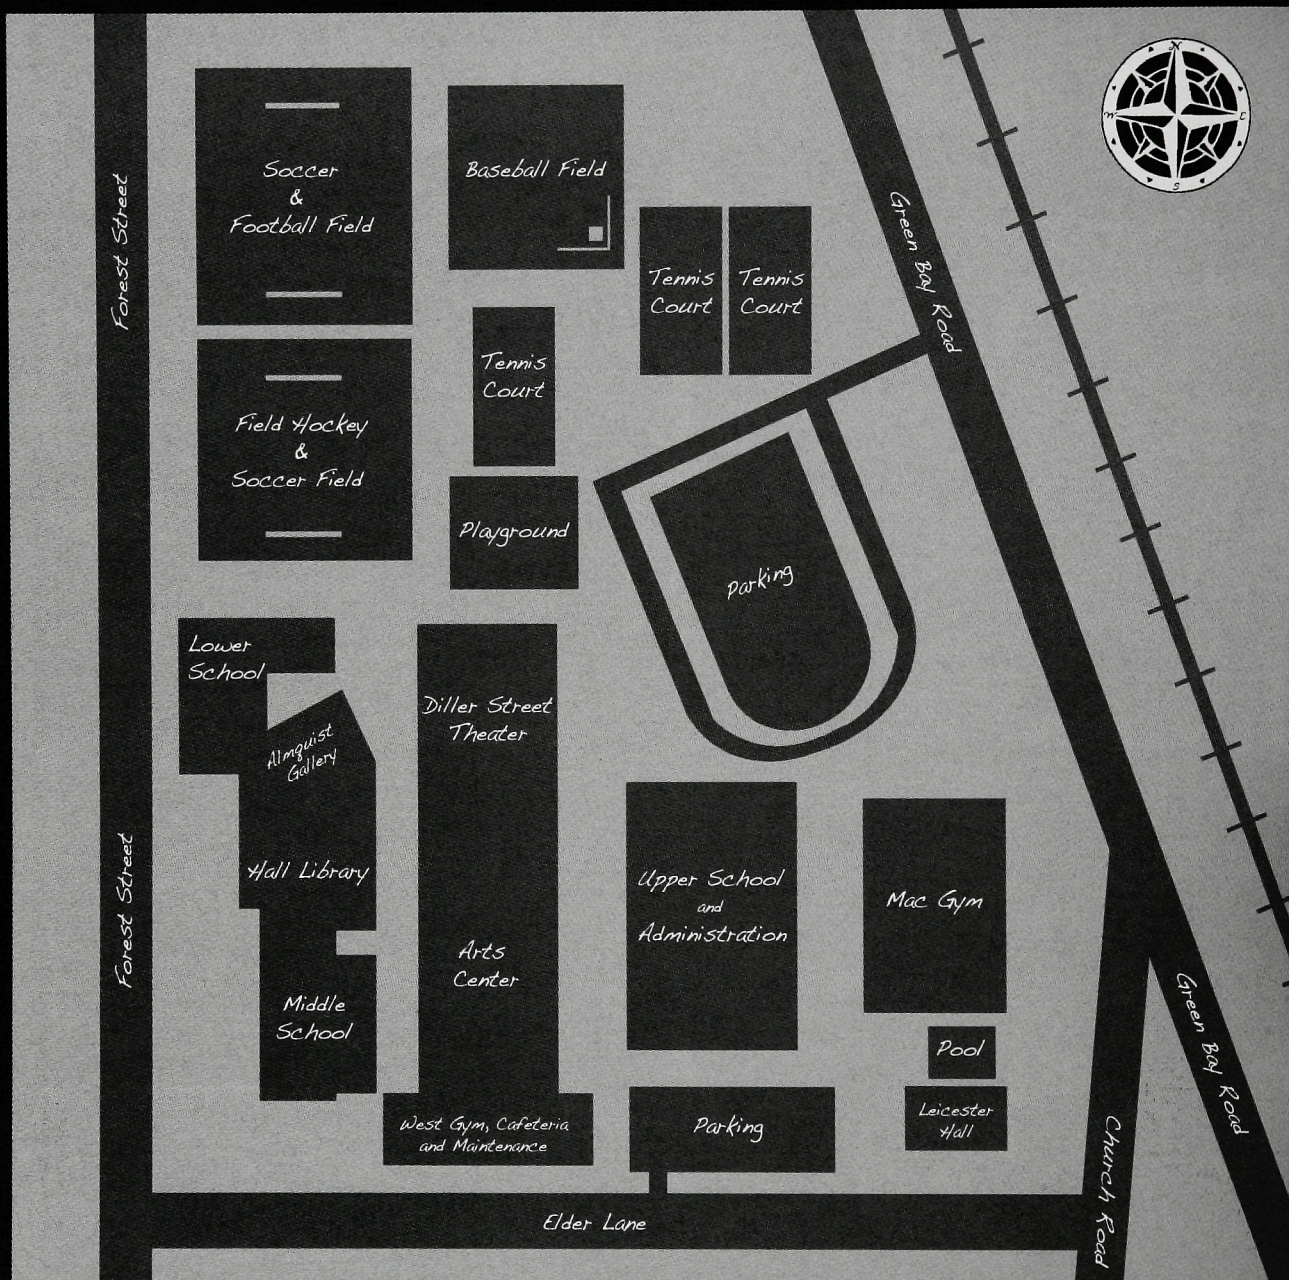 N
W
E
S
Forest Street
Soccer
&
Football Field
Baseball Field
Green Bay Road
Tennis
Court
Tennis
Court
Tennis
Court
Field Hockey
&
Soccer Field
Playground
Parking
Lower
School
Diller Street
Theater
Almquist
Gallery
Forest Street
Hall Library
Upper School
and
Administration
Mac Gym
Arts
Center
Middle
School
Pool
Green Bay Road
West Gym, Cafeteria
and Maintenance
Parking
Leicester
Hall
Church Road
Elder Lane